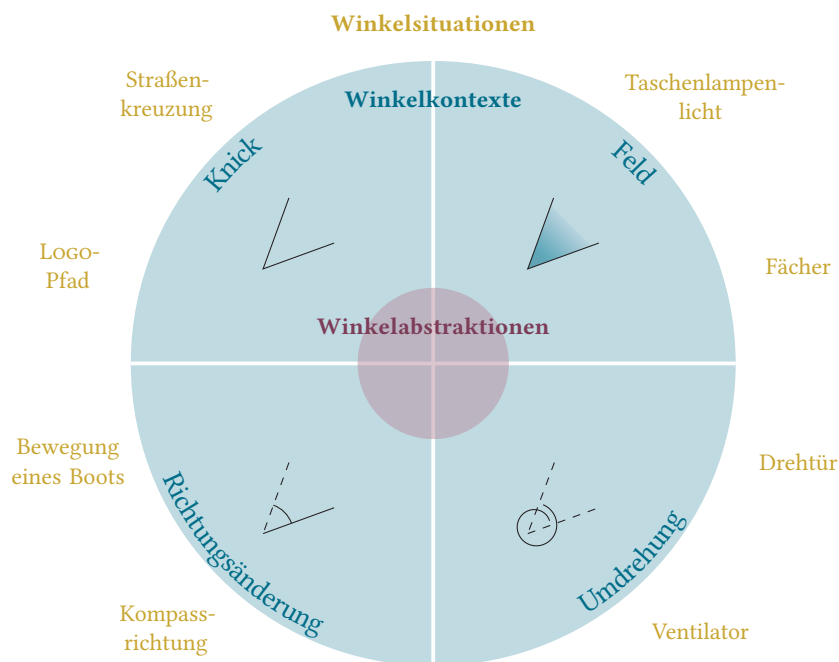 Winkelsituationen
Straßen-
kreuzung
Taschenlampen-
licht
Winkelkontexte
Knick
Feld
Logo-
Pfad
Fächer
Winkelabstraktionen
Bewegung
eines Boots
Drehtür
Richtungsänderung
Umdrehung
Kompass-
richtung
Ventilator